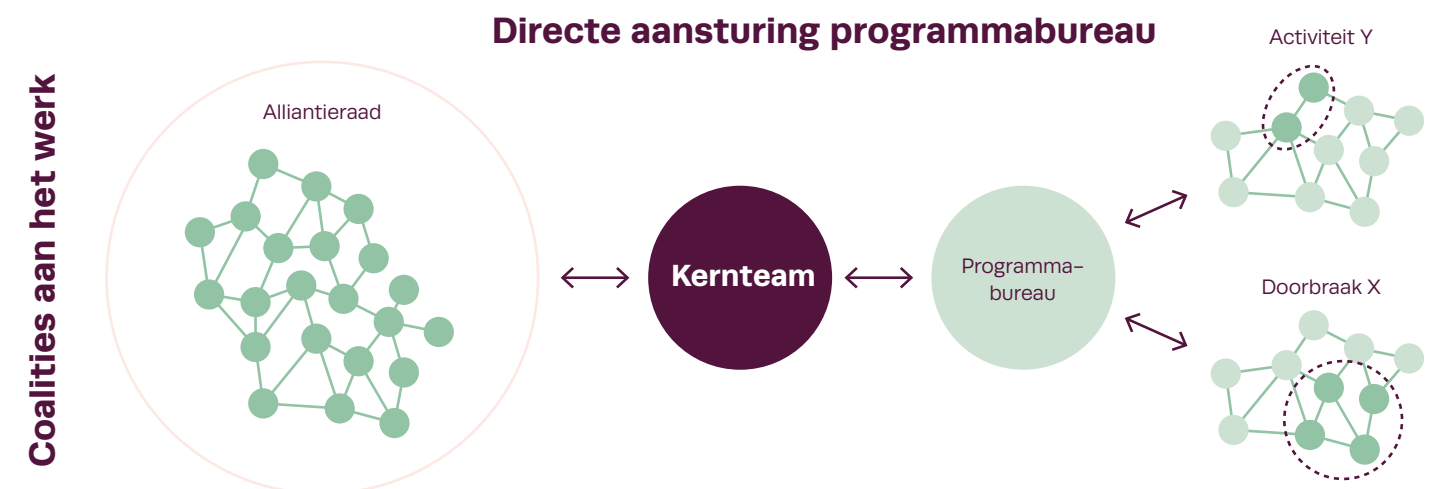 Directe aansturing programmabureau
Coalities aan het werk
Alliantieraad
Kernteam
Programma-
bureau
Activiteit Y
Doorbraak X